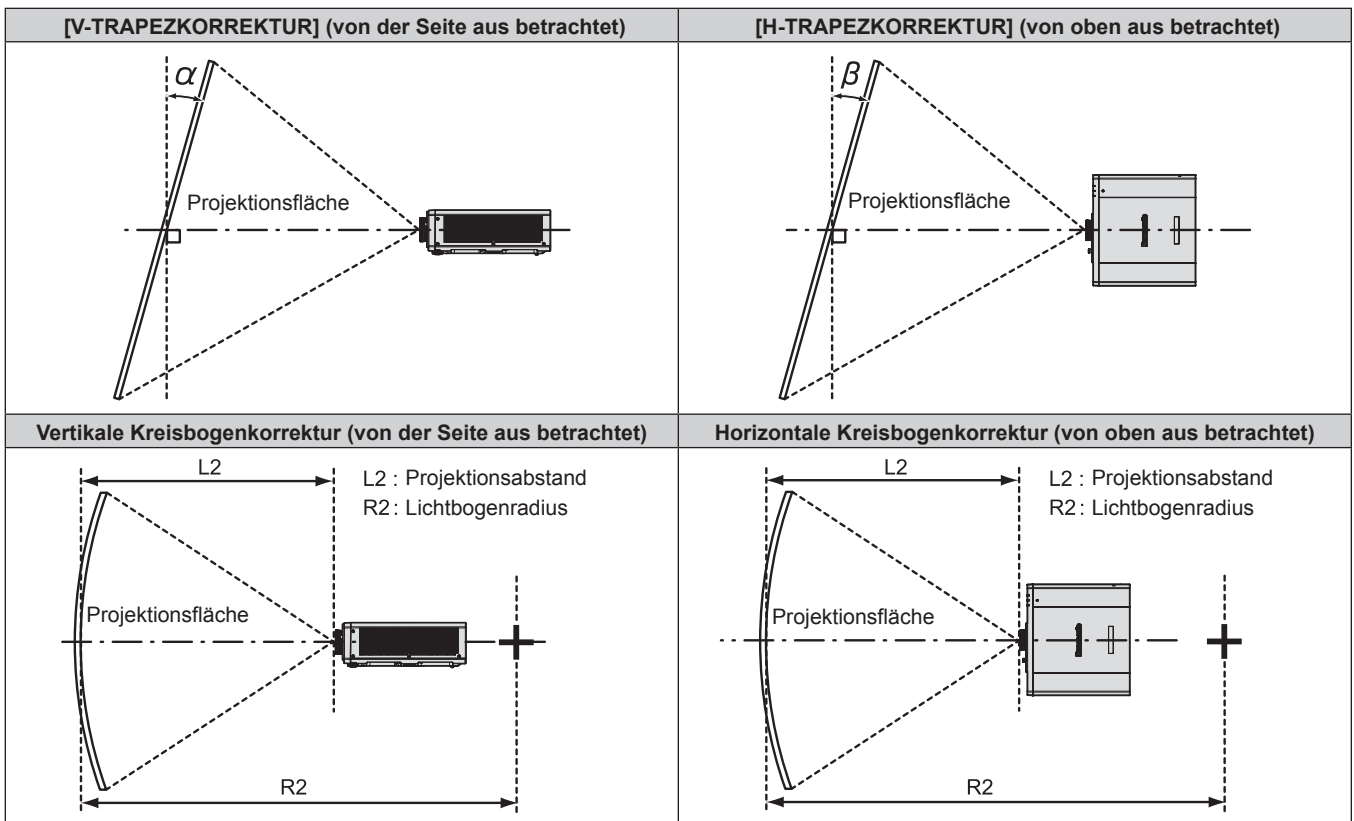 [V-TRAPEZKORREKTUR] (von der Seite aus betrachtet)
[H-TRAPEZKORREKTUR] (von oben aus betrachtet)
α
Projektionsfläche
β
Projektionsfläche
Vertikale Kreisbogenkorrektur (von der Seite aus betrachtet)
Horizontale Kreisbogenkorrektur (von oben aus betrachtet)
L2
L2 : Projektionsabstand
R2 : Lichtbogenradius
Projektionsfläche
R2
L2
L2 : Projektionsabstand
R2 : Lichtbogenradius
Projektionsfläche
R2